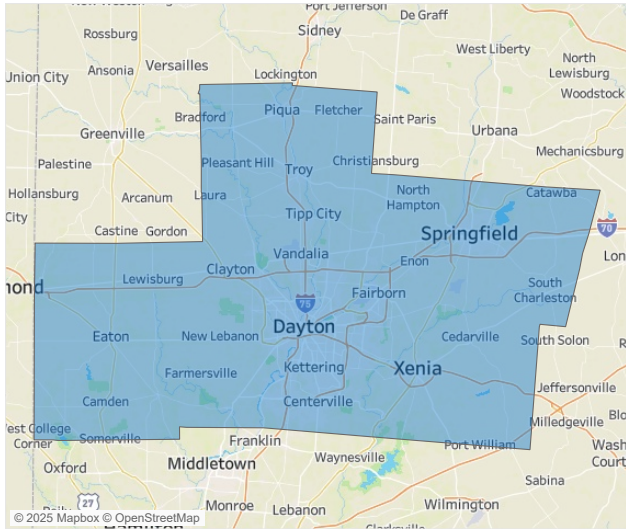 Port Jefferson
De Graff
Rossburg
Sidney
West Liberty
Versailles
North
Lewisburg
Union City
Ansonia
Lockington
Woodstock
Bradford
Piqua
Fletcher
Saint Paris
Urbana
Greenville
Mechanicsburg
Palestine
Pleasant Hill
Troy
Christiansburg
Hollansburg
Arcanum
Laura
North
Hampton
Catawba
City
Tipp City
Castine
Gordon
Springfield
70
Vandalia
Lon
Clayton
Enon
Lewisburg
mond
Fairborn
South
Charleston
75
Dayton
Eaton
New Lebanon
Cedarville
South Solon
Farmersville
Kettering
Xenia
Jeffersonville
Camden
Centerville
Milledgeville
West College
Corner
Somerville
Franklin
Port William
Wash
Court
Oxford
Middletown
Waynesville
Sabina
27
Monroe
Lebanon
Wilmington
© 2025 Mapbox © OpenStreetMap